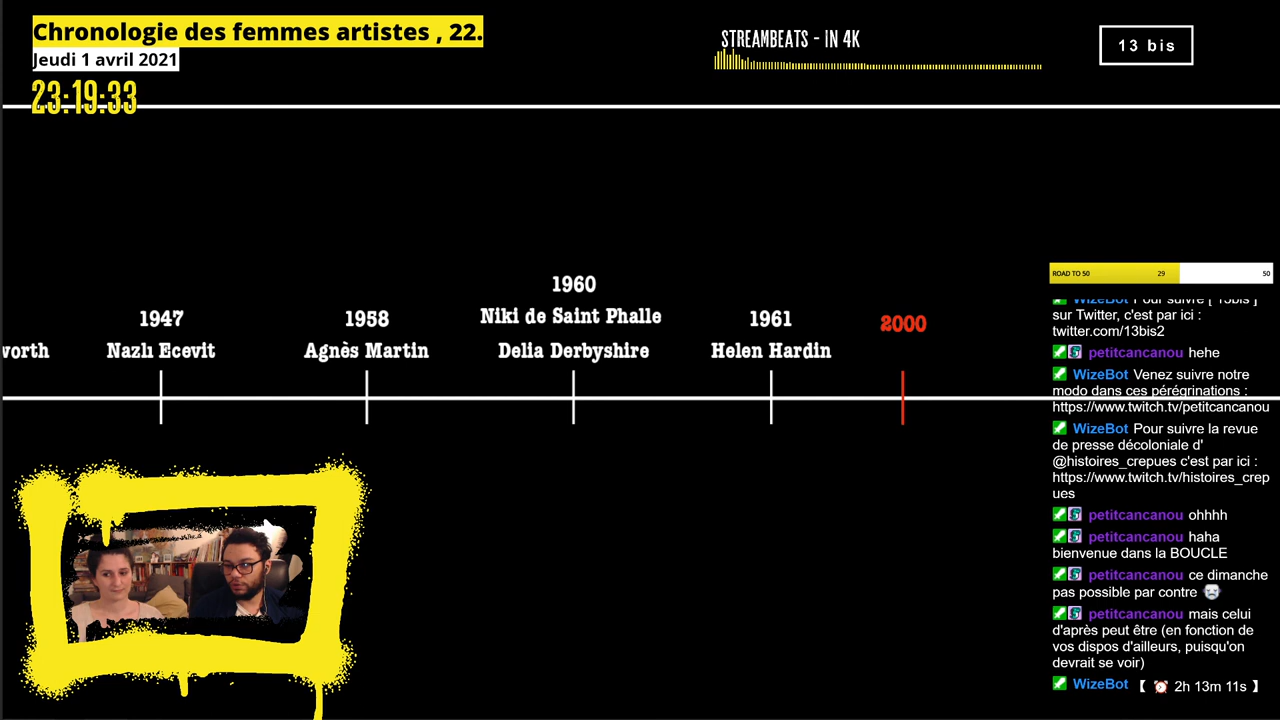 Chronologie des femmes artistes , 22.
Jeudi 1 avril 2021
23:19:33
STREAMBEATS - IN 4K
13 bis
1960
1947
1958
Niki de Saint Phalle
1961
2000
worth
Nazlı Ecevit
Agnès Martin
Delia Derbyshire
Helen Hardin
ROAD TO 50
29
50
WizeBot Pour suivre [ 13bis ]
sur Twitter, c'est par ici :
twitter.com/13bis2
petitcancanou hehe
WizeBot Venez suivre notre
modo dans ces pérégrinations :
https://www.twitch.tv/petitcancanou
WizeBot Pour suivre la revue
de presse décoloniale d'
@histoires_crepues c'est par ici :
https://www.twitch.tv/histoires_crep
ues
petitcancanou ohhhh
petitcancanou haha
bienvenue dans la BOUCLE
petitcancanou ce dimanche
pas possible par contre
petitcancanou mais celui
d'après peut être (en fonction de
vos dispos d'ailleurs, puisqu'on
devrait se voir)
WizeBot 【 ⏰ 2h 13m 11s 】